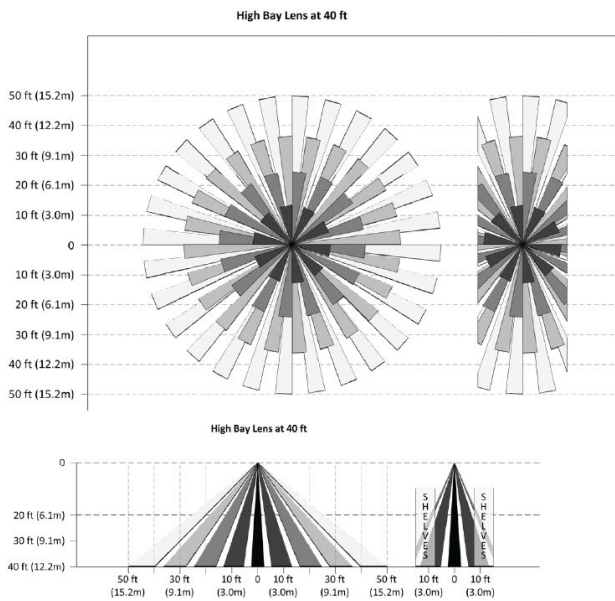 High Bay Lens at 40 ft
50 ft (15.2m)
40 ft (12.2m)
30 ft (9.1m)
20 ft (6.1m)
10 ft (3.0m)
0
10 ft (3.0m)
20 ft (6.1m)
30 ft (9.1m)
40 ft (12.2m)
50 ft (15.2m)
High Bay Lens at 40 ft
0
20 ft (6.1m)
30 ft (9.1m)
40 ft (12.2m)
SHELVES
SHELVES
50 ft 30 ft 10 ft 0 10 ft 30 ft 50 ft 10 ft 0 10 ft
(15.2m) (9.1m) (3.0m) (3.0m) (9.1m) (15.2m) (3.0m) (3.0m)